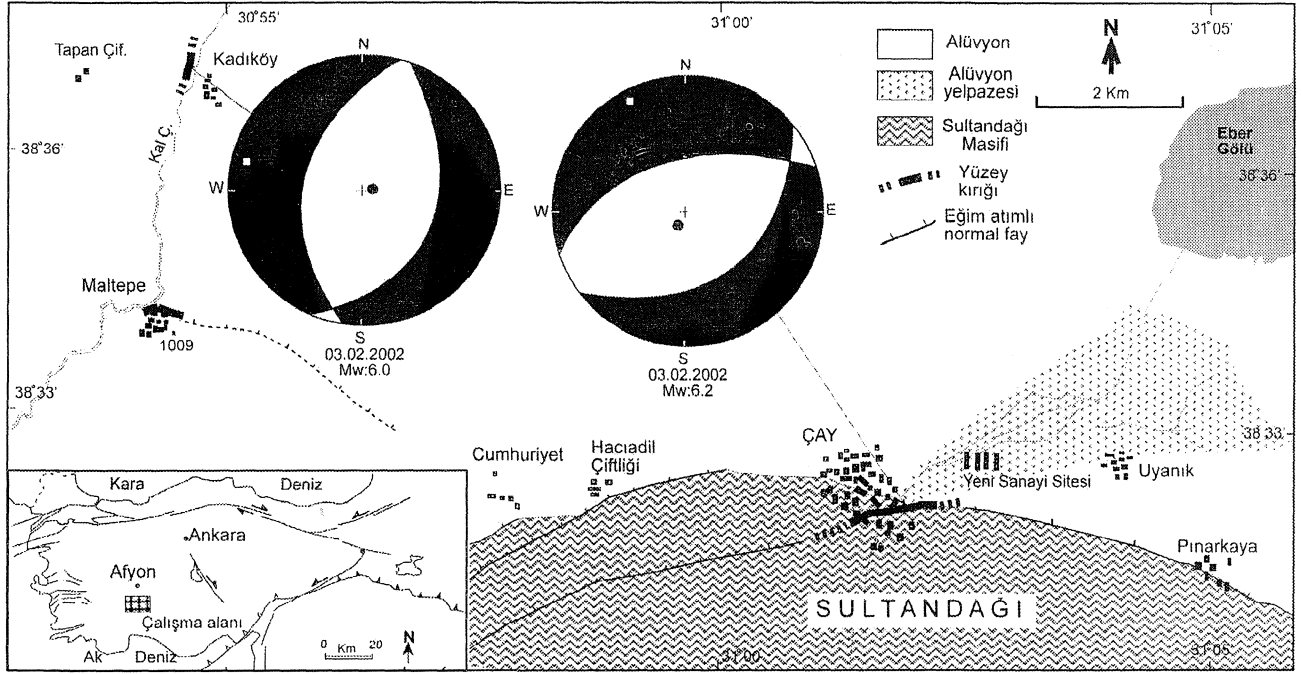 30°55'
31°00'
31°05'
Tapan Çif.
Kadıköy
Kal Ç.
38°36'
N
W
E
S
03.02.2002
Mw:6.0
N
W
E
S
03.02.2002
Mw:6.2
Alüvyon
Alüvyon
yelpazesi
Sultandağı
Masifi
Yüzey
kırığı
Eğim atımlı
normal fay
N
2 Km
Eber
Gölü
38°36'
Maltepe
1009
38°33'
38°33'
Cumhuriyet
Hacıadil
Çiftliği
ÇAY
Yeni Sanayi Sitesi
Uyanık
Pınarkaya
SULTANDAĞI
31°00'
31°05'
Kara
Deniz
Ankara
Afyon
Çalışma alanı
Ak
Deniz
0 Km 20
N